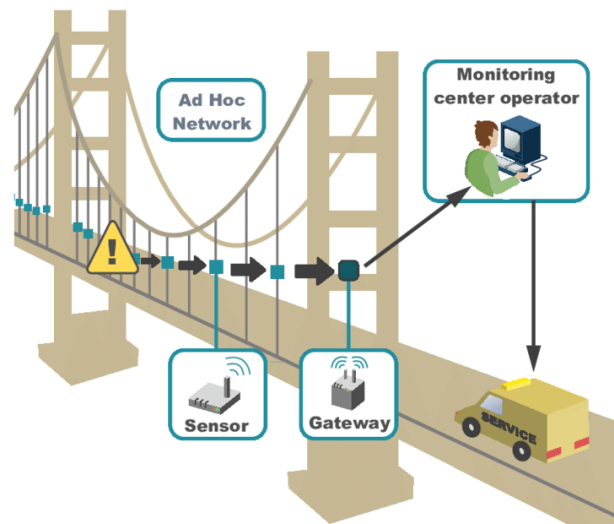 Ad Hoc
Network
Monitoring
center operator
!
Sensor
Gateway
SERVICE